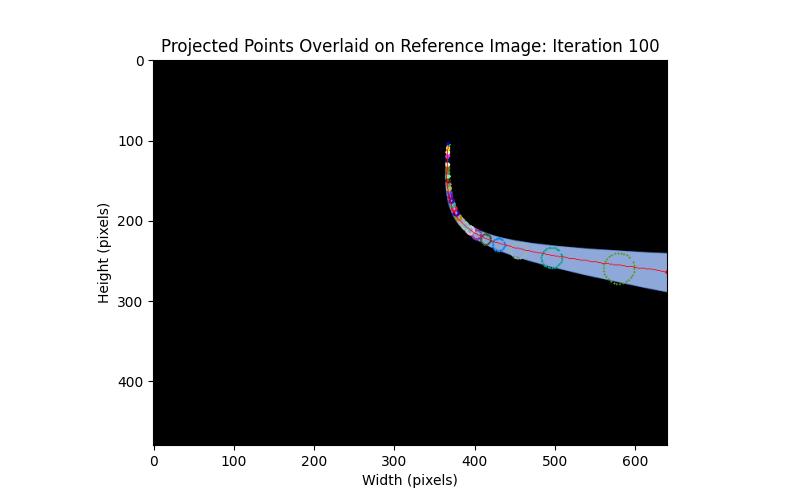 Projected Points Overlaid on Reference Image: Iteration 100
0
100
200
300
400
Height (pixels)
0 100 200 300 400 500 600
Width (pixels)